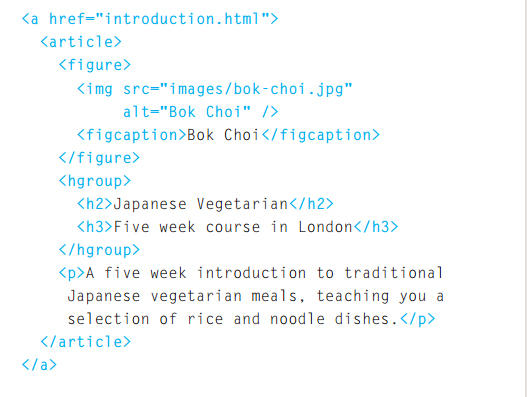 <a href="introduction.html">
<article>
<figure>
<img src="images/bok-choi.jpg"
alt="Bok Choi" />
<figcaption>Bok Choi</figcaption>
</figure>
<hgroup>
<h2>Japanese Vegetarian</h2>
<h3>Five week course in London</h3>
</hgroup>
<p>A five week introduction to traditional
Japanese vegetarian meals, teaching you a
selection of rice and noodle dishes.</p>
</article>
</a>